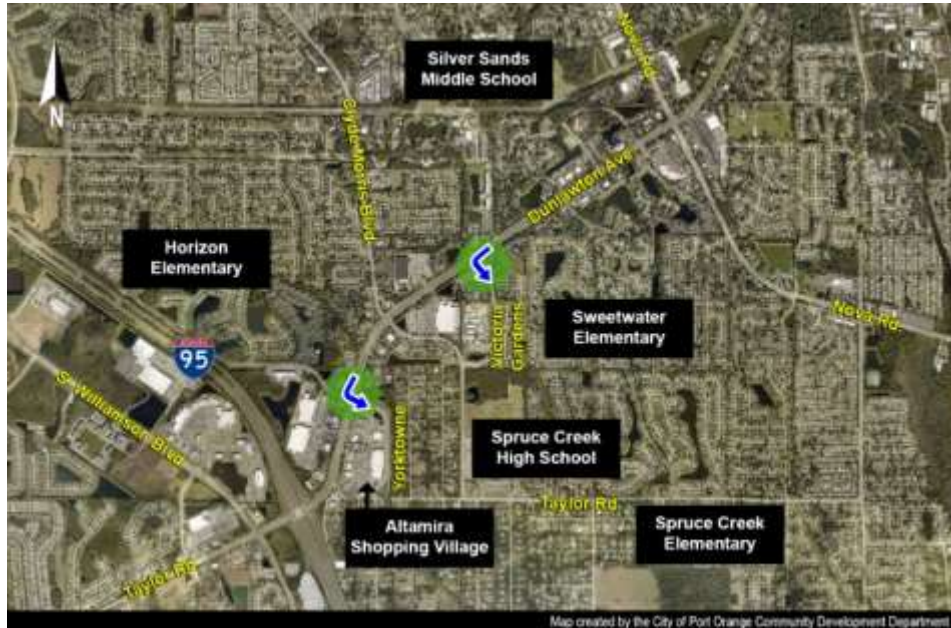 Silver Sands
Middle School
Nova Rd.
N
Clyde Morris Blvd
Dunlawton Ave.
Horizon
Elementary
Sweetwater
Elementary
Nova Rd.
Victoria
Gardens
95
S. Williamson Blvd
Yorktowne
Spruce Creek
High School
Taylor Rd
Altamira
Shopping Village
Spruce Creek
Elementary
Taylor Rd
Map created by the City of Port Orange Community Development Department